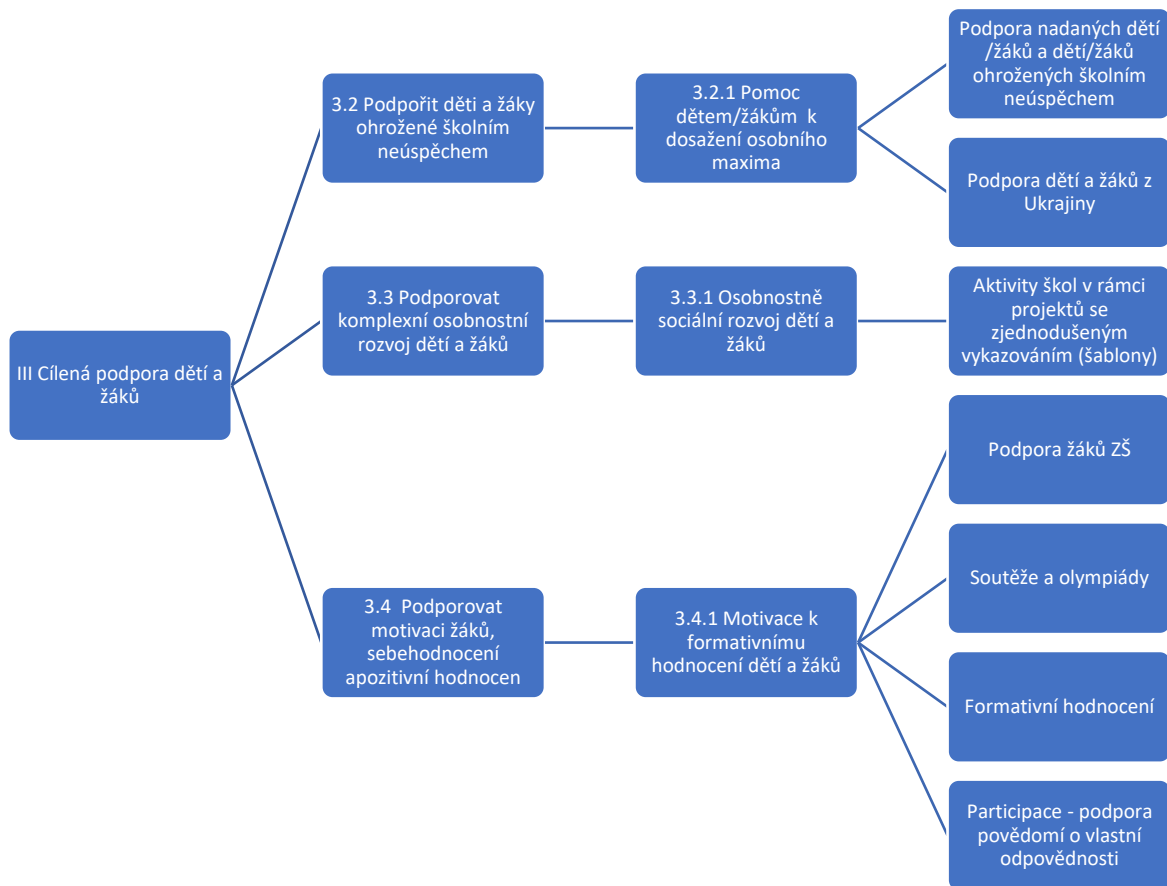 III Cílená podpora dětí a
žáků
3.2 Podpořit děti a žáky
ohrožené školním
neúspěchem
3.2.1 Pomoc
dětem/žákům  k
dosažení osobního
maxima
Podpora nadaných dětí
/žáků a dětí/žáků
ohrožených školním
neúspěchem
Podpora dětí a žáků z
Ukrajiny
3.3 Podporovat
komplexní osobnostní
rozvoj dětí a žáků
3.3.1 Osobnostně
sociální rozvoj dětí a
žáků
Aktivity škol v rámci
projektů se
zjednodušeným
vykazováním (šablony)
3.4  Podporovat
motivaci žáků,
sebehodnocení
apozitivní hodnocen
3.4.1 Motivace k
formativnímu
hodnocení dětí a žáků
Podpora žáků ZŠ
Soutěže a olympiády
Formativní hodnocení
Participace - podpora
povědomí o vlastní
odpovědnosti